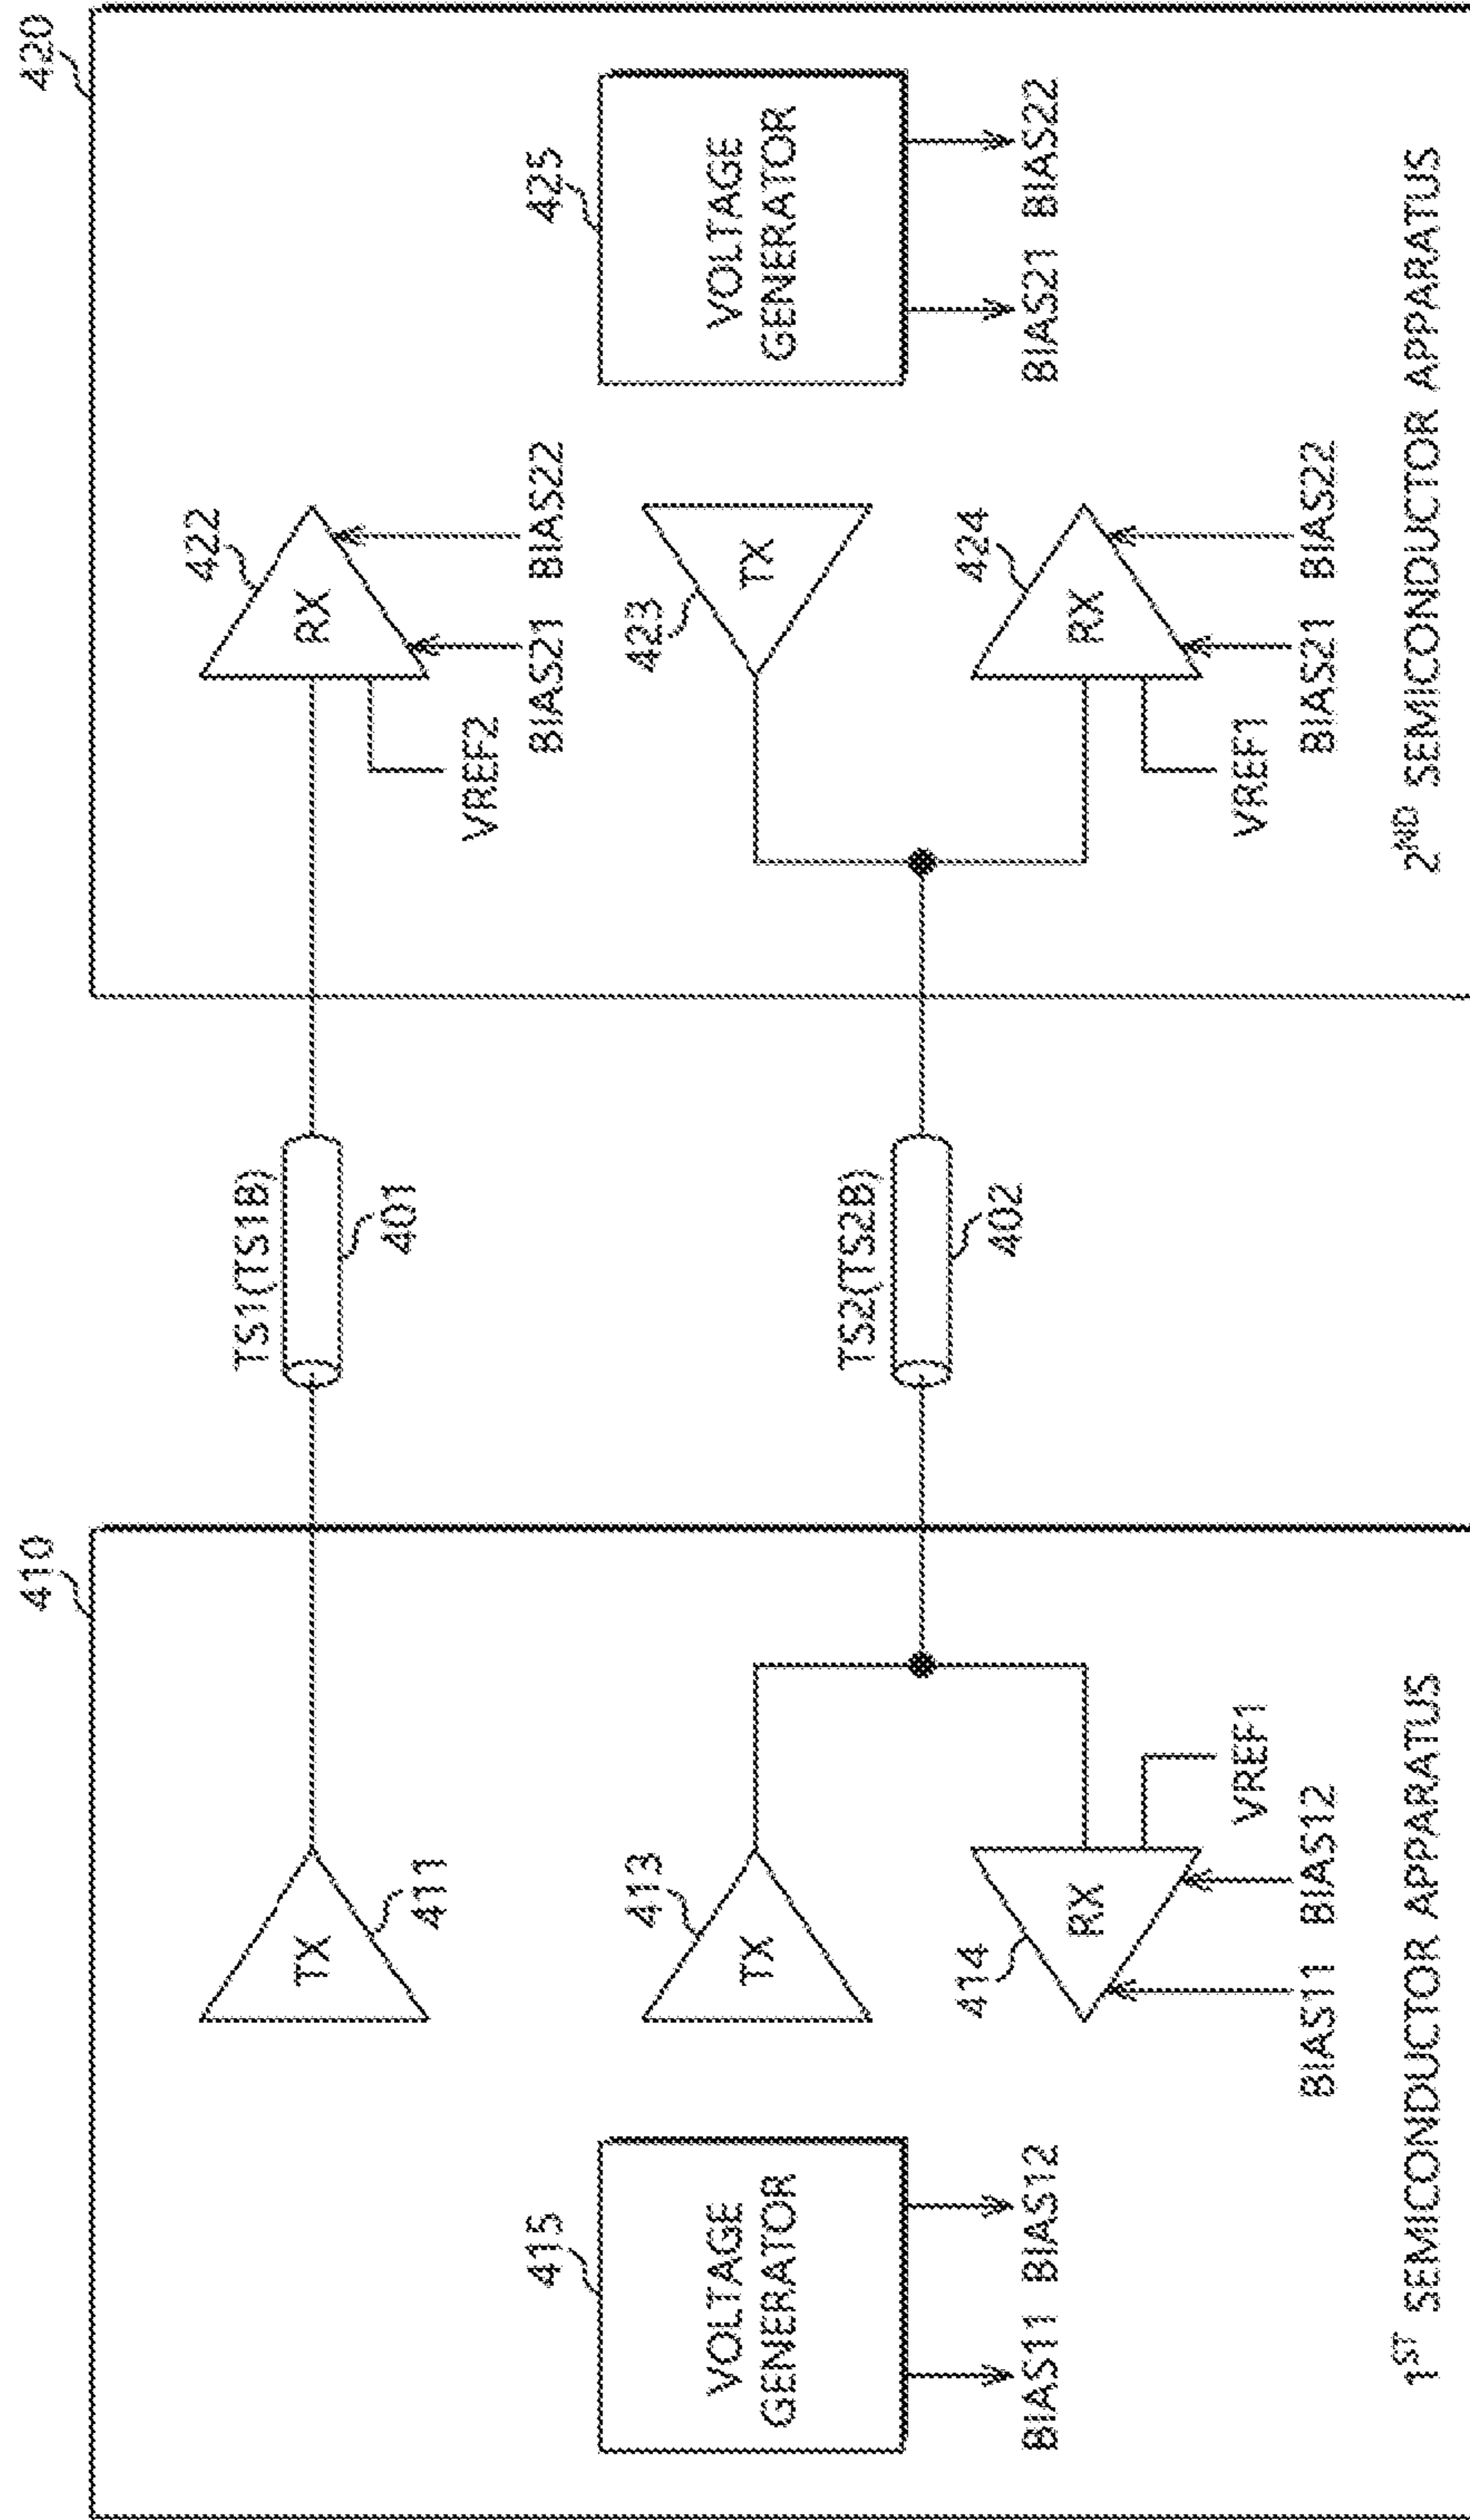 410
420
TS1(TS1B)
TX
411
401
RX
422
VREF2
BIAS21 BIAS22
415
VOLTAGE
GENERATOR
BIAS11 BIAS12
413
TX
TS2(TS2B)
402
423
TX
425
VOLTAGE
GENERATOR
BIAS21 BIAS22
414
RX
VREF1
BIAS11 BIAS12
424
RX
VREF1
BIAS21 BIAS22
1ST SEMICONDUCTOR APPARATUS
2ND SEMICONDUCTOR APPARATUS